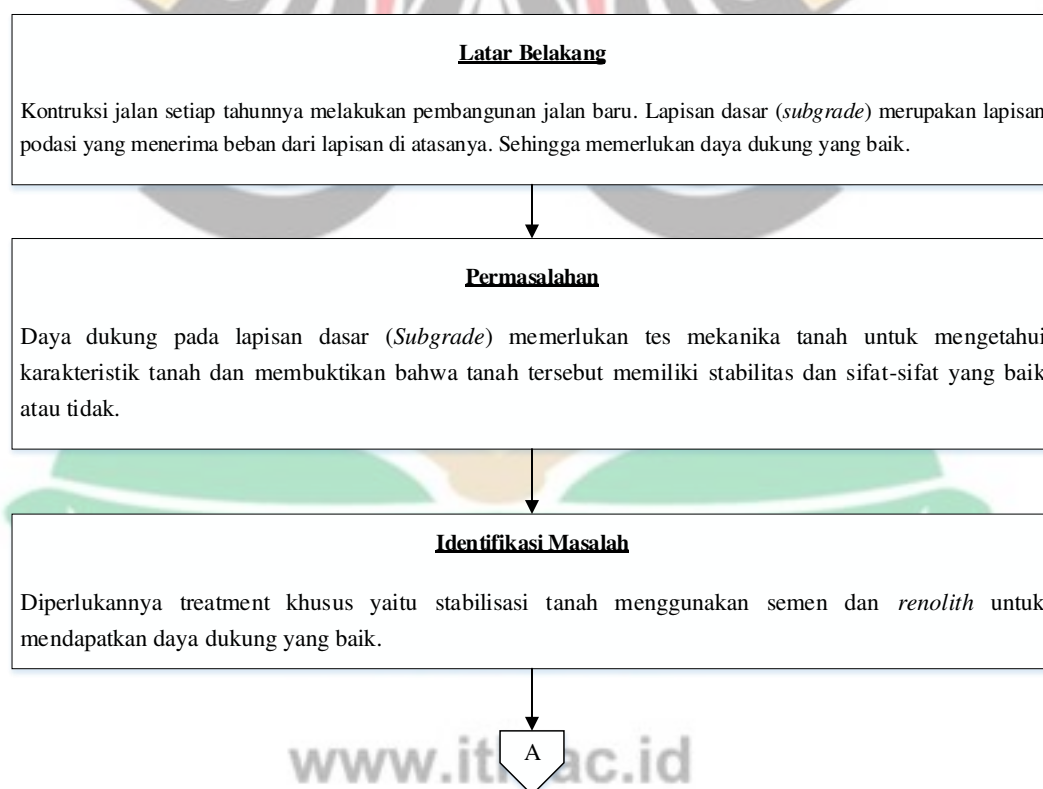 Latar Belakang
Kontruksi jalan setiap tahunnya melakukan pembangunan jalan baru. Lapisan dasar (subgrade) merupakan lapisan
podasi yang menerima beban dari lapisan di atasanya. Sehingga memerlukan daya dukung yang baik.
Permasalahan
Daya dukung pada lapisan dasar (Subgrade) memerlukan tes mekanika tanah untuk mengetahui
karakteristik tanah dan membuktikan bahwa tanah tersebut memiliki stabilitas dan sifat-sifat yang baik
atau tidak.
Identifikasi Masalah
Diperlukannya treatment khusus yaitu stabilisasi tanah menggunakan semen dan renolith untuk
mendapatkan daya dukung yang baik.
A